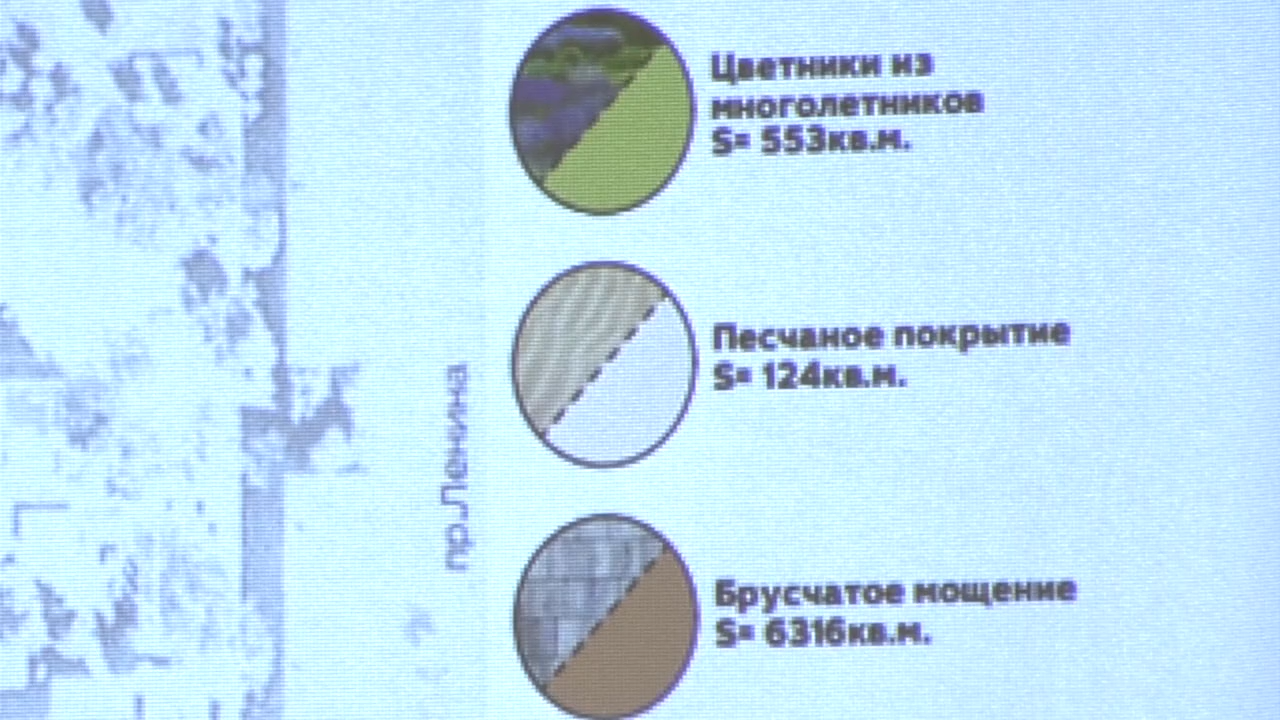 Цветники из
многолетников
S= 553кв.м.
Песчаное покрытие
S= 124кв.м.
Брусчатое мощение
S= 6316кв.м.
пр.Ленина